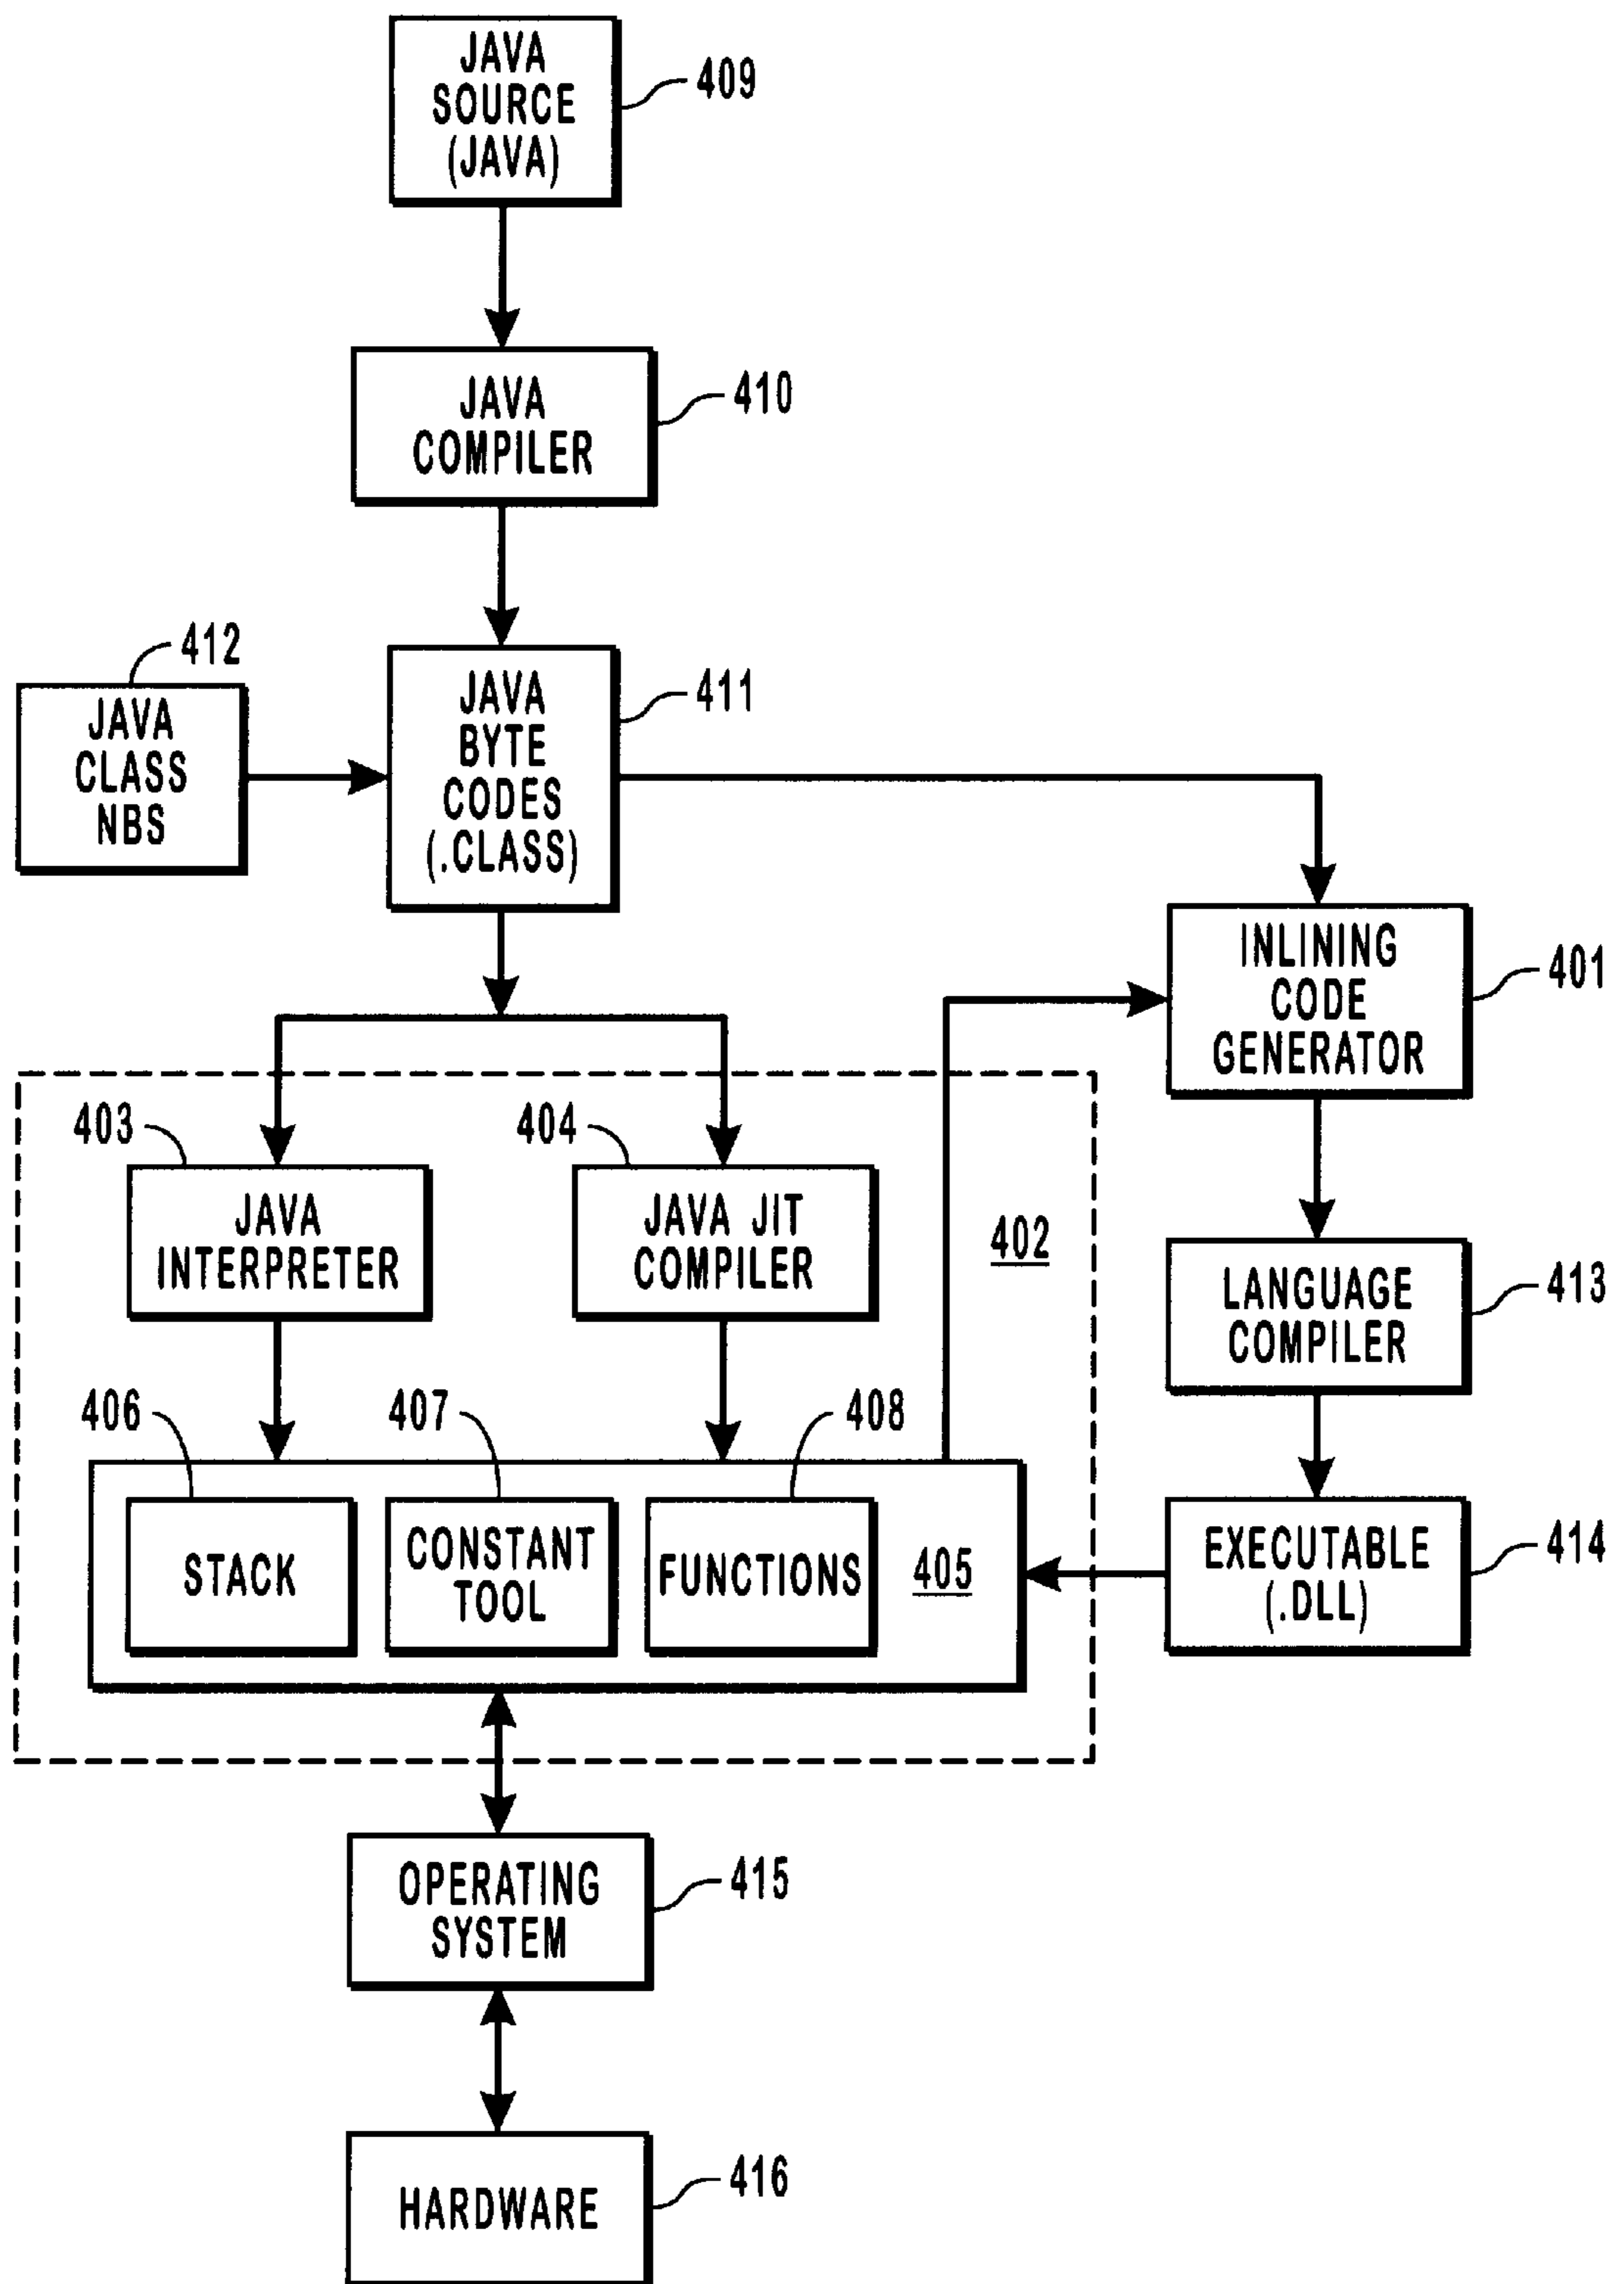 JAVA
SOURCE
(JAVA)
409
JAVA
COMPILER
410
412
JAVA
CLASS
NBS
JAVA
BYTE
CODES
(.CLASS)
411
INLINING
CODE
GENERATOR
401
403
JAVA
INTERPRETER
404
JAVA JIT
COMPILER
402
LANGUAGE
COMPILER
413
406
STACK
407
CONSTANT
TOOL
408
FUNCTIONS
405
EXECUTABLE
(.DLL)
414
OPERATING
SYSTEM
415
HARDWARE
416